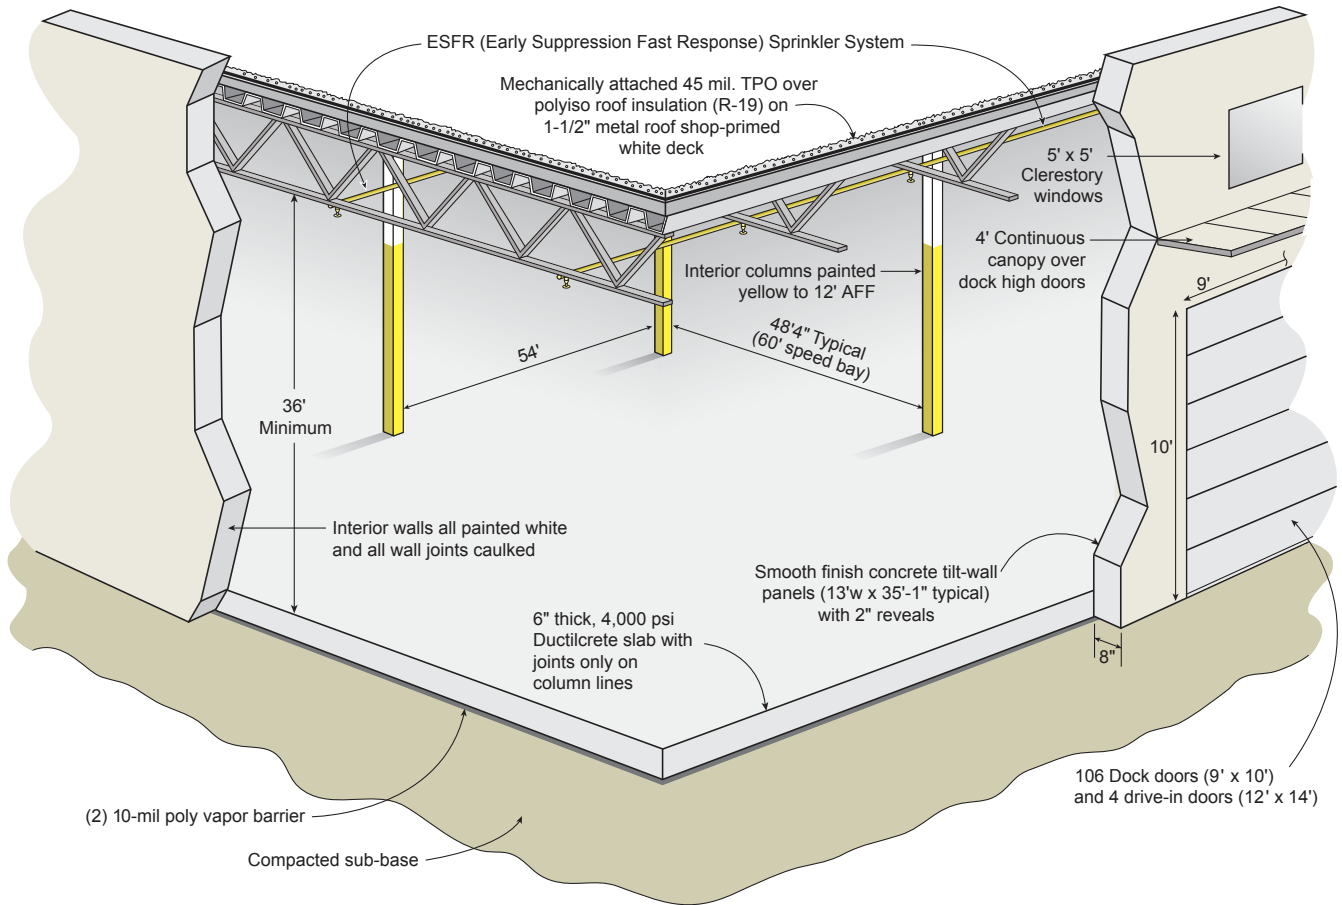 ESFR (Early Suppression Fast Response) Sprinkler System
Mechanically attached 45 mil. TPO over
polyiso roof insulation (R-19) on
1-1/2" metal roof shop-primed
white deck
5' x 5'
Clerestory
windows
4' Continuous
canopy over
dock high doors
9'
Interior columns painted
yellow to 12' AFF
48'4" Typical
(60' speed bay)
54'
36'
Minimum
10'
Interior walls all painted white
and all wall joints caulked
Smooth finish concrete tilt-wall
panels (13'w x 35'-1" typical)
with 2" reveals
6" thick, 4,000 psi
Ductilcrete slab with
joints only on
column lines
8"
106 Dock doors (9' x 10')
and 4 drive-in doors (12' x 14')
(2) 10-mil poly vapor barrier
Compacted sub-base